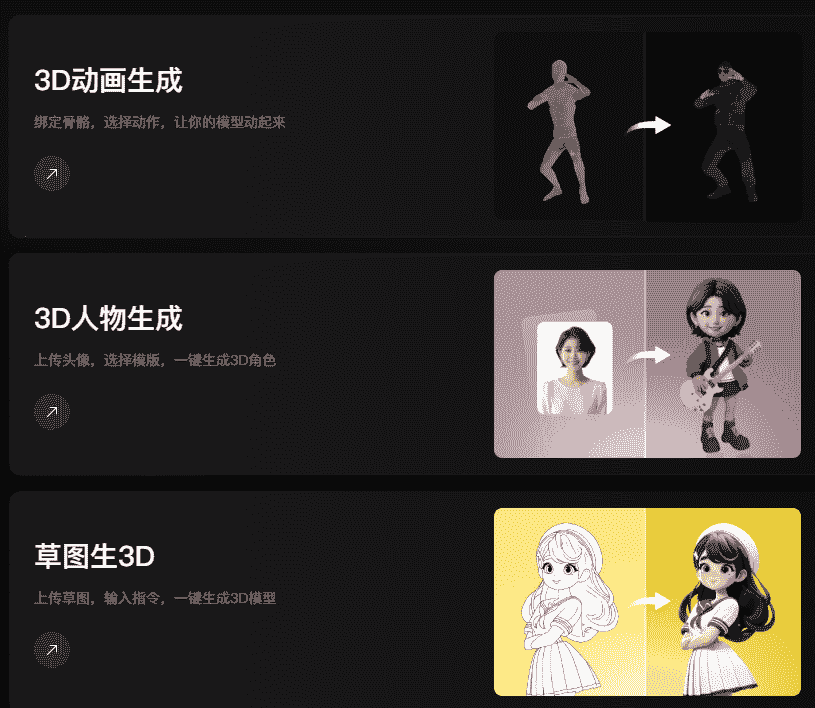 3D动画生成
绑定骨骼，选择动作，让你的模型动起来
3D人物生成
上传头像，选择模版，一键生成3D角色
草图生3D
上传草图，输入指令，一键生成3D模型